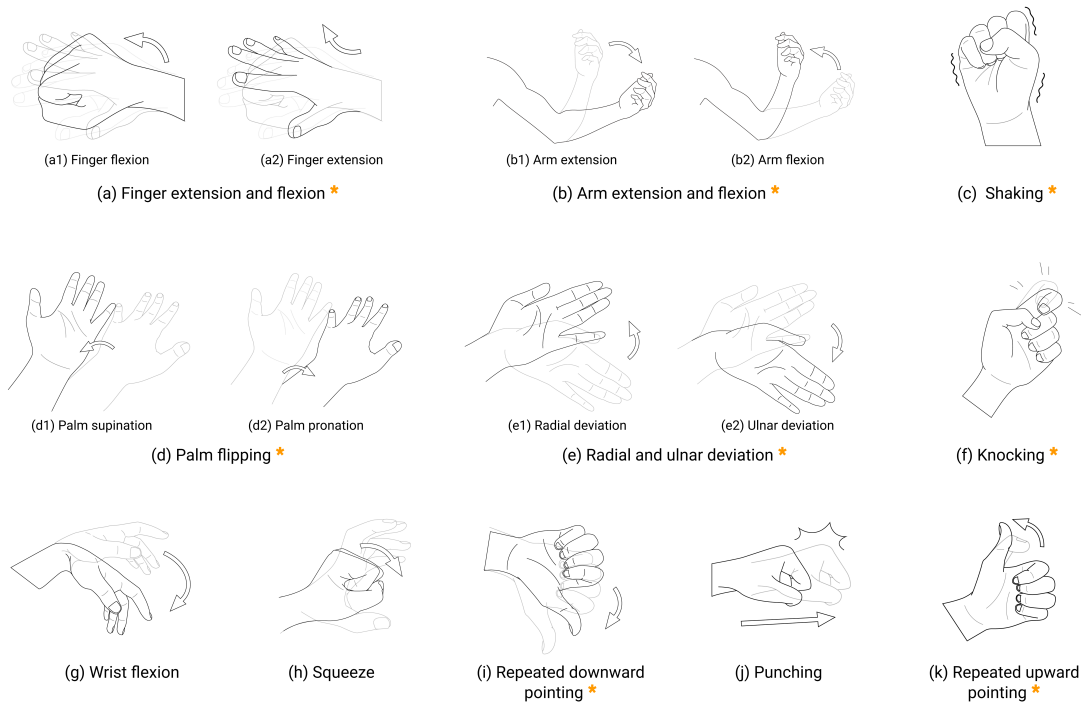 (a1) Finger flexion
(a2) Finger extension
(b1) Arm extension
(b2) Arm flexion
(a) Finger extension and flexion *
(b) Arm extension and flexion *
(c) Shaking *
(d1) Palm supination
(d2) Palm pronation
(e1) Radial deviation
(e2) Ulnar deviation
(d) Palm flipping *
(e) Radial and ulnar deviation *
(f) Knocking *
(g) Wrist flexion
(h) Squeeze
(i) Repeated downward
pointing *
(j) Punching
(k) Repeated upward
pointing *